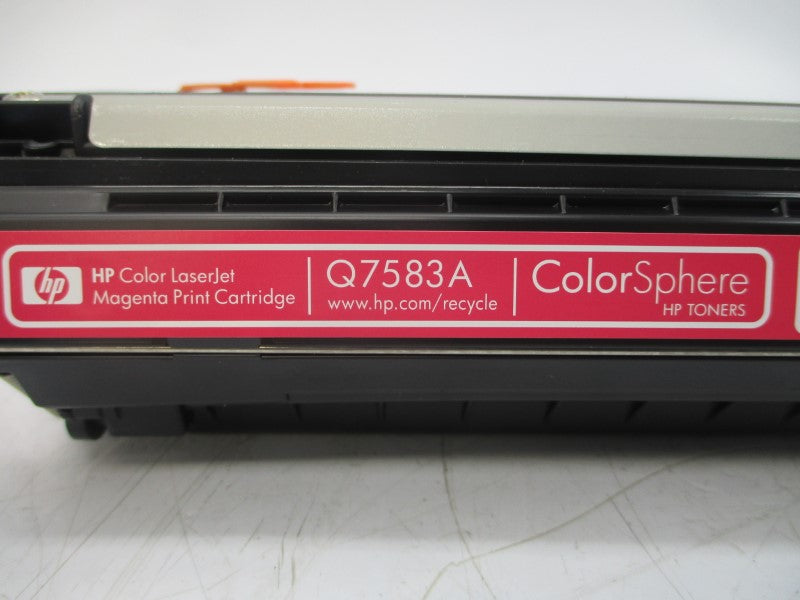 hp
HP Color LaserJet
Magenta Print Cartridge
Q7583A
www.hp.com/recycle
ColorSphere
HP TONERS